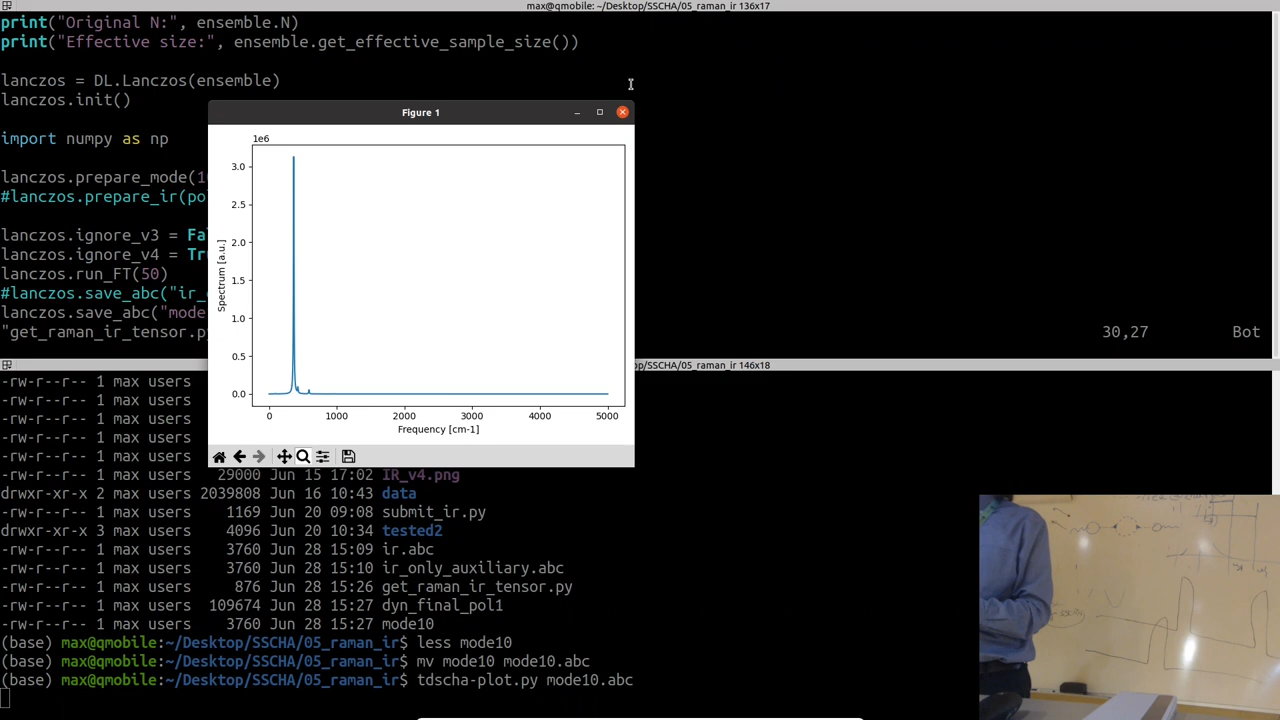 max@qmobile: ~/Desktop/SSCHA/05_raman_ir 136x17
print("Original N:", ensemble.N)
print("Effective size:", ensemble.get_effective_sample_size())
lanczos = DL.Lanczos(ensemble)
lanczos.init()
import numpy as np
lanczos.prepare_mode(1
#lanczos.prepare_ir(po
lanczos.ignore_v3 = Fa
lanczos.ignore_v4 = Tr
lanczos.run_FT(50)
#lanczos.save_abc("ir_
lanczos.save_abc("mode
"get_raman_ir_tensor.p
30,27 Bot
Figure 1
1e6
3.0
2.5
2.0
1.5
1.0
0.5
0.0
Spectrum [a.u.]
0 1000 2000 3000 4000 5000
Frequency [cm-1]
op/SSCHA/05_raman_ir 146x18
-rw-r--r-- 1 max users
-rw-r--r-- 1 max users
-rw-r--r-- 1 max users
-rw-r--r-- 1 max users
-rw-r--r-- 1 max users
-rw-r--r-- 1 max users 29000 Jun 15 17:02 IR_v4.png
drwxr-xr-x 2 max users 2039808 Jun 16 10:43 data
-rw-r--r-- 1 max users 1169 Jun 20 09:08 submit_ir.py
drwxr-xr-x 3 max users 4096 Jun 20 10:34 tested2
-rw-r--r-- 1 max users 3760 Jun 28 15:09 ir.abc
-rw-r--r-- 1 max users 3760 Jun 28 15:10 ir_only_auxiliary.abc
-rw-r--r-- 1 max users 876 Jun 28 15:26 get_raman_ir_tensor.py
-rw-r--r-- 1 max users 109674 Jun 28 15:27 dyn_final_pol1
-rw-r--r-- 1 max users 3760 Jun 28 15:27 mode10
(base) max@qmobile:~/Desktop/SSCHA/05_raman_ir$ less mode10
(base) max@qmobile:~/Desktop/SSCHA/05_raman_ir$ mv mode10 mode10.abc
(base) max@qmobile:~/Desktop/SSCHA/05_raman_ir$ tdscha-plot.py mode10.abc